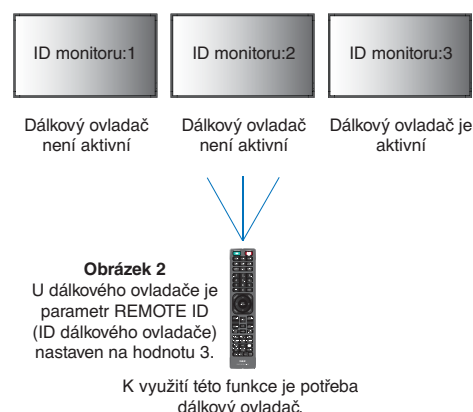 ID monitoru:1
ID monitoru:2
ID monitoru:3
Dálkový ovladač
není aktivní
Dálkový ovladač
není aktivní
Dálkový ovladač je
aktivní
Obrázek 2
U dálkového ovladače je
parametr REMOTE ID
(ID dálkového ovladače)
nastaven na hodnotu 3.
K využití této funkce je potřeba
dálkový ovladač.